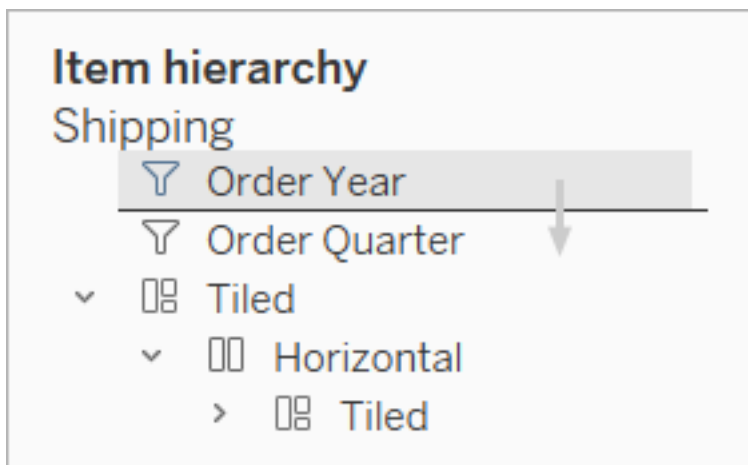 Item hierarchy
Shipping
Order Year
Order Quarter
Tiled
Horizontal
Tiled